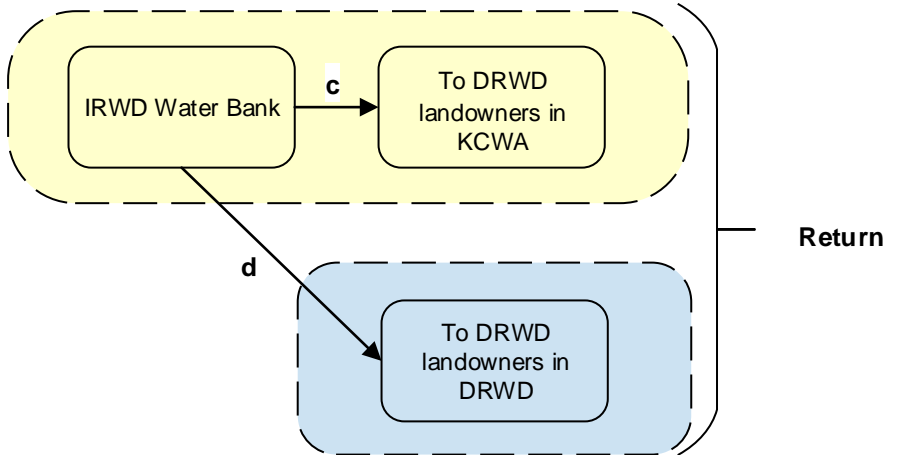 IRWD Water Bank
c
To DRWD
landowners in
KCWA
Return
d
To DRWD
landowners in
DRWD